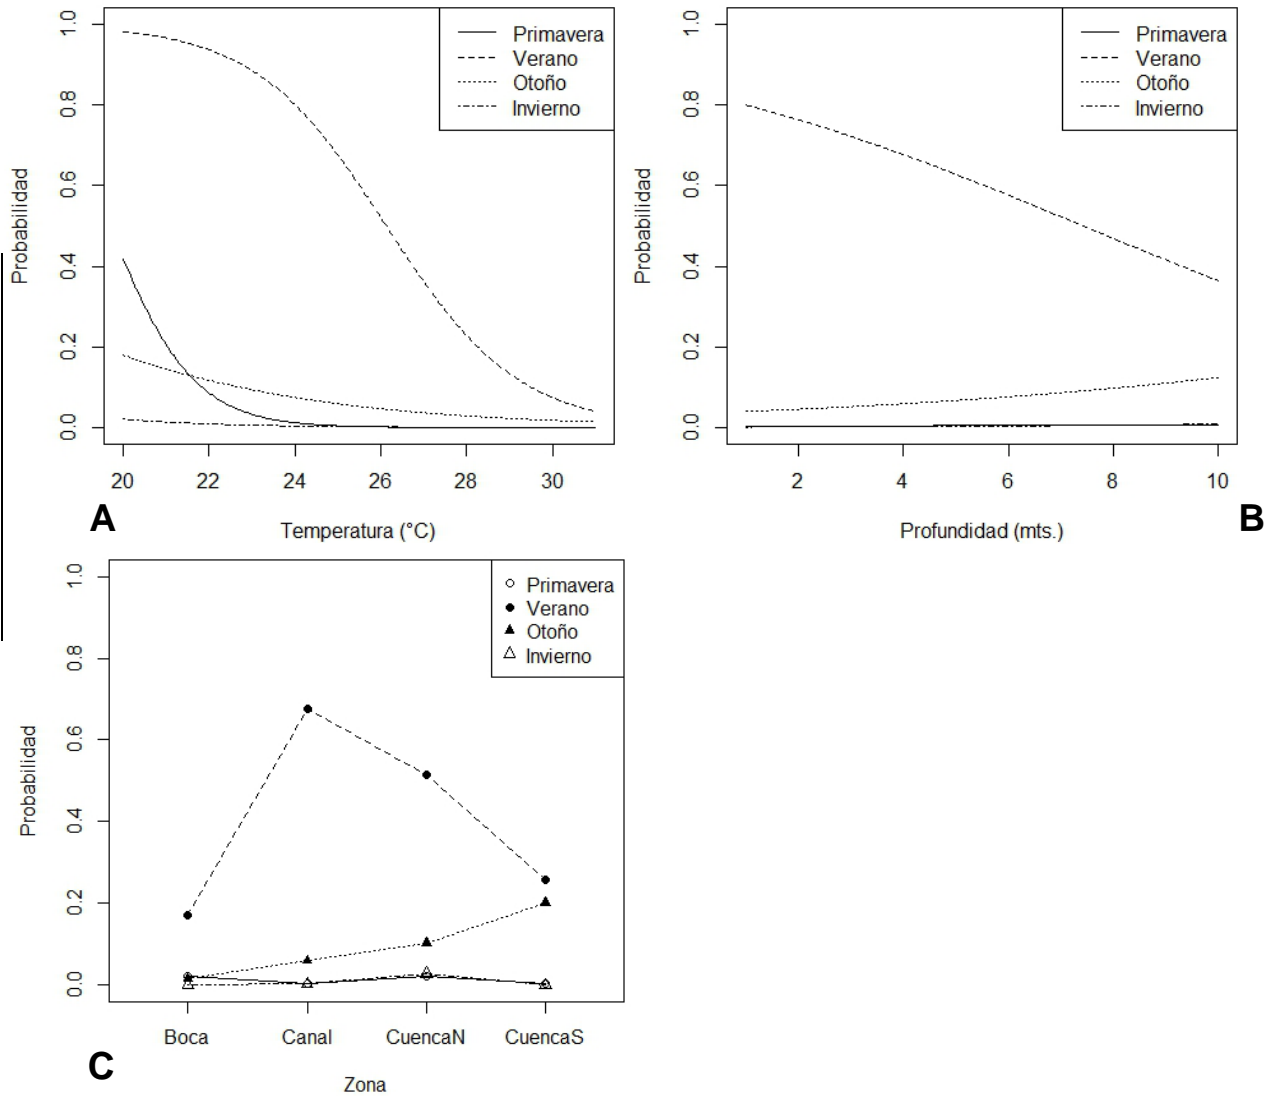 Probabilidad
1.0
0.8
0.6
0.4
0.2
0.0
Primavera
Verano
Otoño
Invierno
20 22 24 26 28 30
Temperatura (°C)
A
Probabilidad
1.0
0.8
0.6
0.4
0.2
0.0
Primavera
Verano
Otoño
Invierno
2 4 6 8 10
Profundidad (mts.)
B
Probabilidad
1.0
0.8
0.6
0.4
0.2
0.0
Primavera
Verano
Otoño
Invierno
Boca Canal CuencaN CuencaS
Zona
C